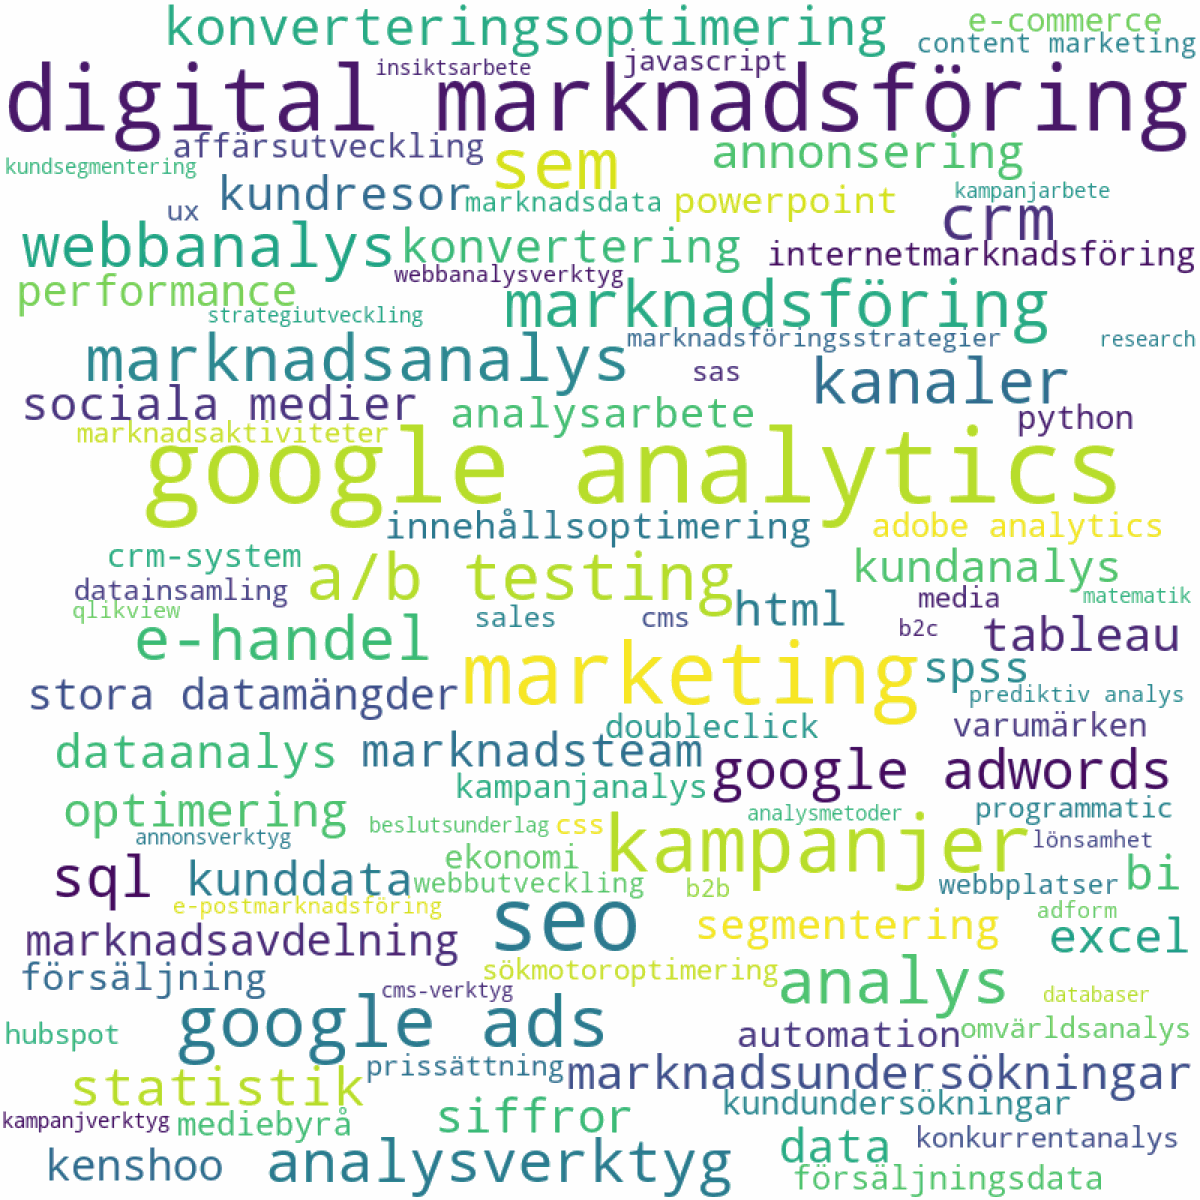 konverteringsoptimering
e-commerce
content marketing
insiktsarbete
javascript
digital marknadsföring
affärsutveckling
sem
annonsering
kundsegmentering
kundresor
marknadsdata
powerpoint
kampanjarbete
ux
crm
webbanalys
konvertering
internetmarknadsföring
webbanalysverktyg
performance
marknadsföring
strategiutveckling
marknadsanalys
marknadsföringsstrategier
research
sas
kanaler
sociala medier
analysarbete
python
marknadsaktiviteter
google analytics
innehållsoptimering
adobe analytics
crm-system
a/b testing
kundanalys
datainsamling
qlikview
sales
cms
html
media
matematik
b2c
e-handel
tableau
marketing
spss
stora datamängder
prediktiv analys
doubleclick
varumärken
dataanalys
marknadsteam
google adwords
kampanjanalys
optimering
analysmetoder
programmatic
annonsverktyg
beslutsunderlag
css
kampanjer
lönsamhet
ekonomi
sql
kunddata
webbutveckling
b2b
webbplatser
bi
e-postmarknadsföring
seo
segmentering
adform
marknadsavdelning
excel
försäljning
sökmotoroptimering
analys
cms-verktyg
databaser
google ads
hubspot
automation
omvärldsanalys
prissättning
marknadsundersökningar
statistik
siffror
kundundersökningar
kampanjverktyg
mediebyrå
data
konkurrentanalys
kenshoo
analysverktyg
försäljningsdata